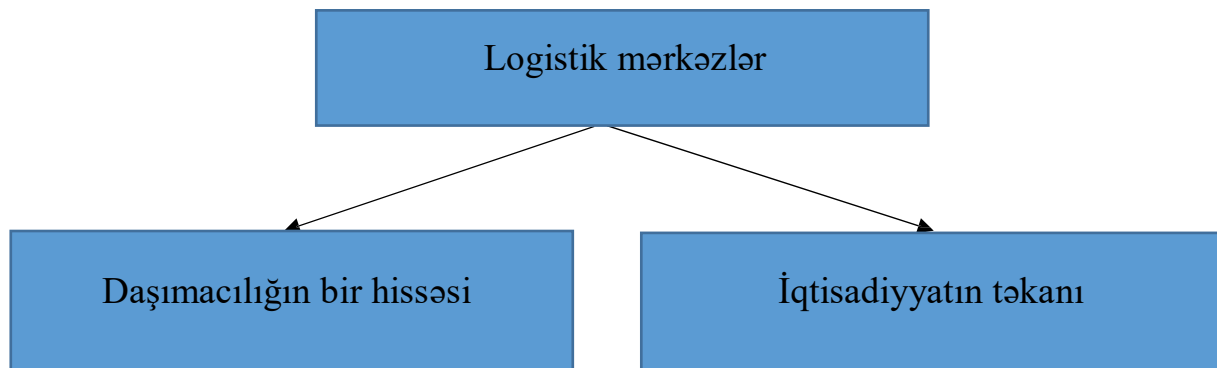 Logistik mərkəzlər
Daşımacılığın bir hissəsi
İqtisadiyyatın təkanı